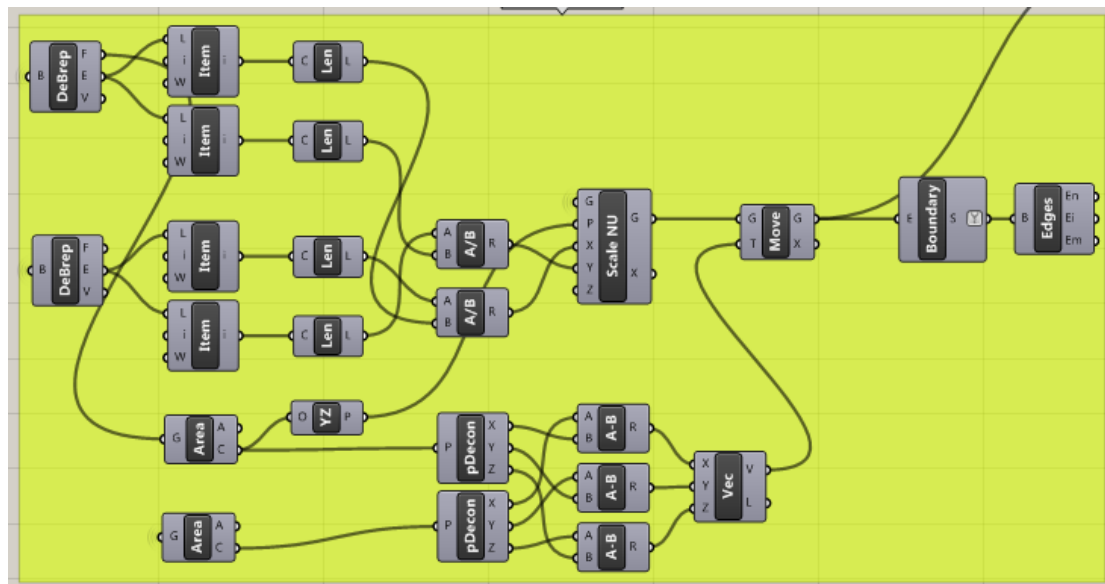 B DeBrep F E V
L i W Item i
C Len L
L i W Item i
C Len L
B DeBrep F E V
L i W Item i
C Len L
L i W Item i
C Len L
A B A/B R
A B A/B R
G P X Y Z Scale NU G X
G T Move G X
E Boundary S Y
B Edges En Ei Em
G Area A C
O YZ P
P pDecon X Y Z
A B A-B R
A B A-B R
A B A-B R
X Y Z Vec V L
G Area A C
P pDecon X Y Z